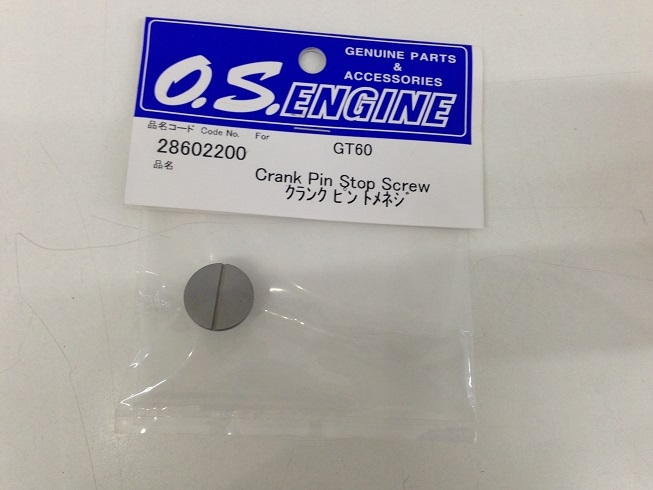 GENUINE PARTS
&
ACCESSORIES
O.S.ENGINE
品名コード Code No. For
28602200 GT60
品名
Crank Pin Stop Screw
クランク ピン トメネジ